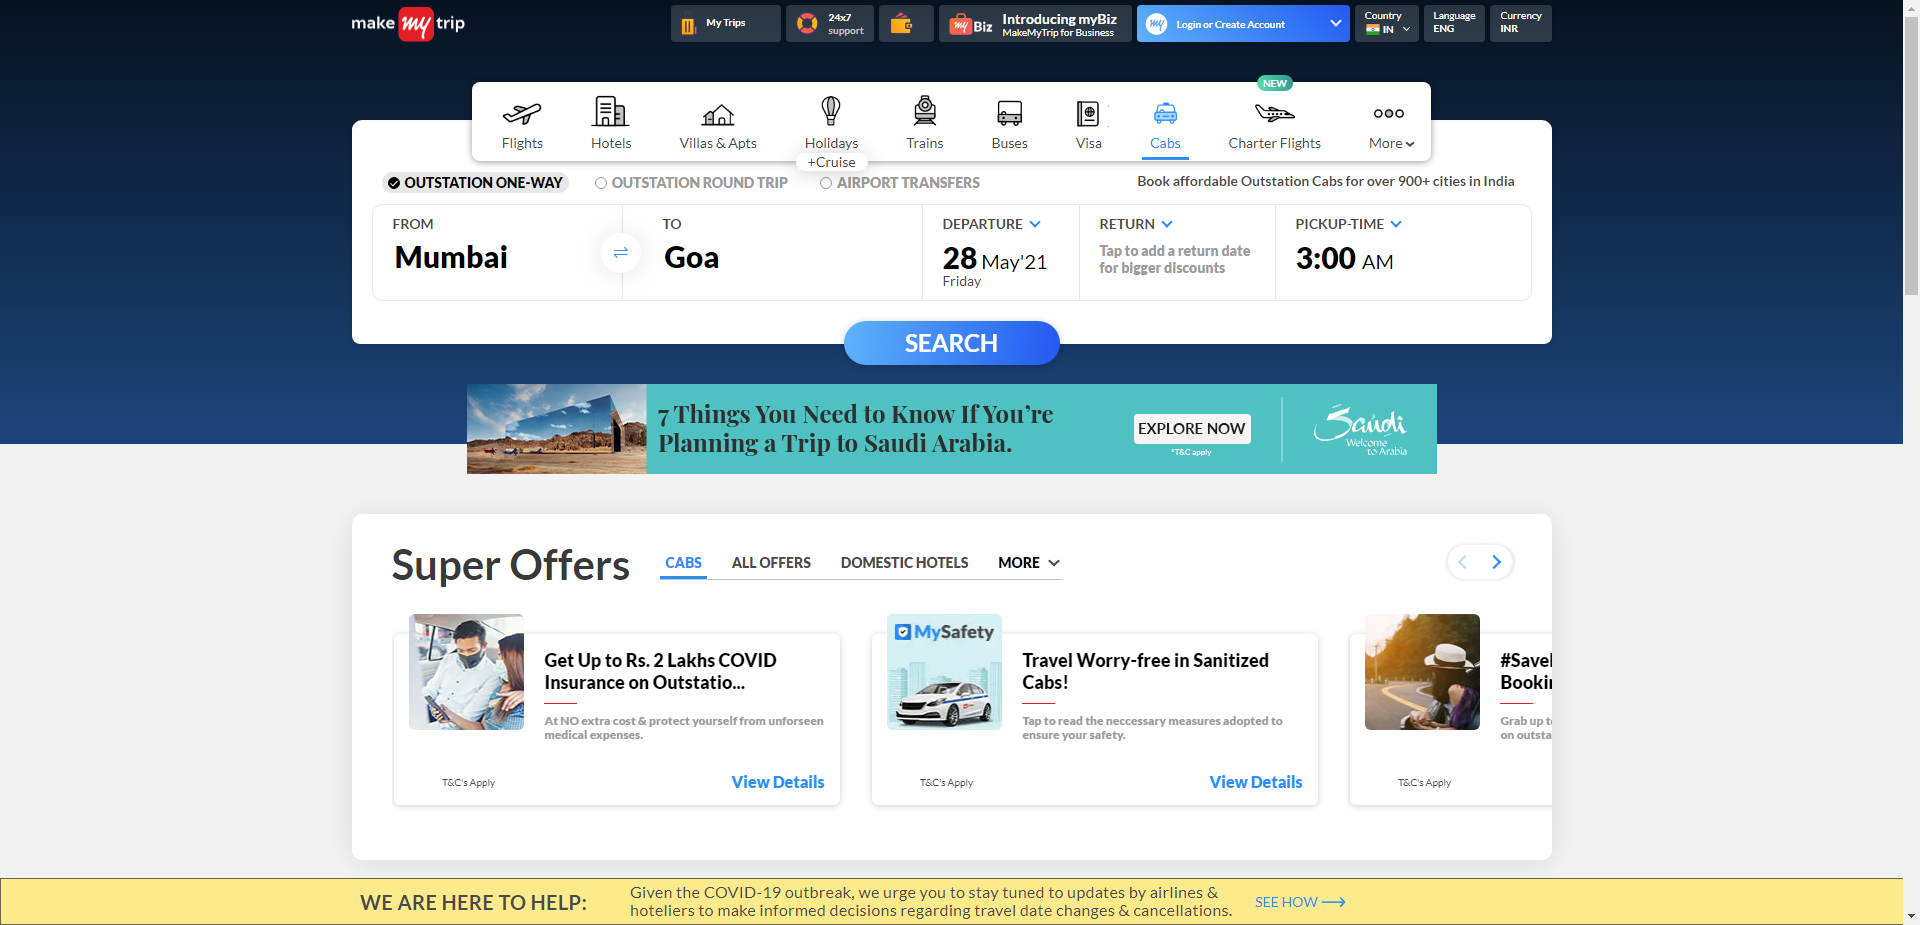 make my trip
My Trips
24x7
support
my Biz
Introducing myBiz
MakeMyTrip for Business
my
Login or Create Account
Country
IN
Language
ENG
Currency
INR
NEW
Flights
Hotels
Villas & Apts
Holidays
+Cruise
Trains
Buses
Visa
Cabs
Charter Flights
More
OUTSTATION ONE-WAY
OUTSTATION ROUND TRIP
AIRPORT TRANSFERS
Book affordable Outstation Cabs for over 900+ cities in India
FROM
Mumbai
TO
Goa
DEPARTURE
28 May'21
Friday
RETURN
Tap to add a return date
for bigger discounts
PICKUP-TIME
3:00 AM
SEARCH
7 Things You Need to Know If You’re
Planning a Trip to Saudi Arabia.
EXPLORE NOW
*T&C apply
Saudi
Welcome
to Arabia
Super Offers
CABS
ALL OFFERS
DOMESTIC HOTELS
MORE
Get Up to Rs. 2 Lakhs COVID
Insurance on Outstatio...
At NO extra cost & protect yourself from unforseen
medical expenses.
T&C's Apply
View Details
MySafety
Travel Worry-free in Sanitized
Cabs!
Tap to read the neccessary measures adopted to
ensure your safety.
T&C's Apply
View Details
Grab up t
on outsta
T&C's Apply
WE ARE HERE TO HELP:
Given the COVID-19 outbreak, we urge you to stay tuned to updates by airlines &
hoteliers to make informed decisions regarding travel date changes & cancellations.
SEE HOW